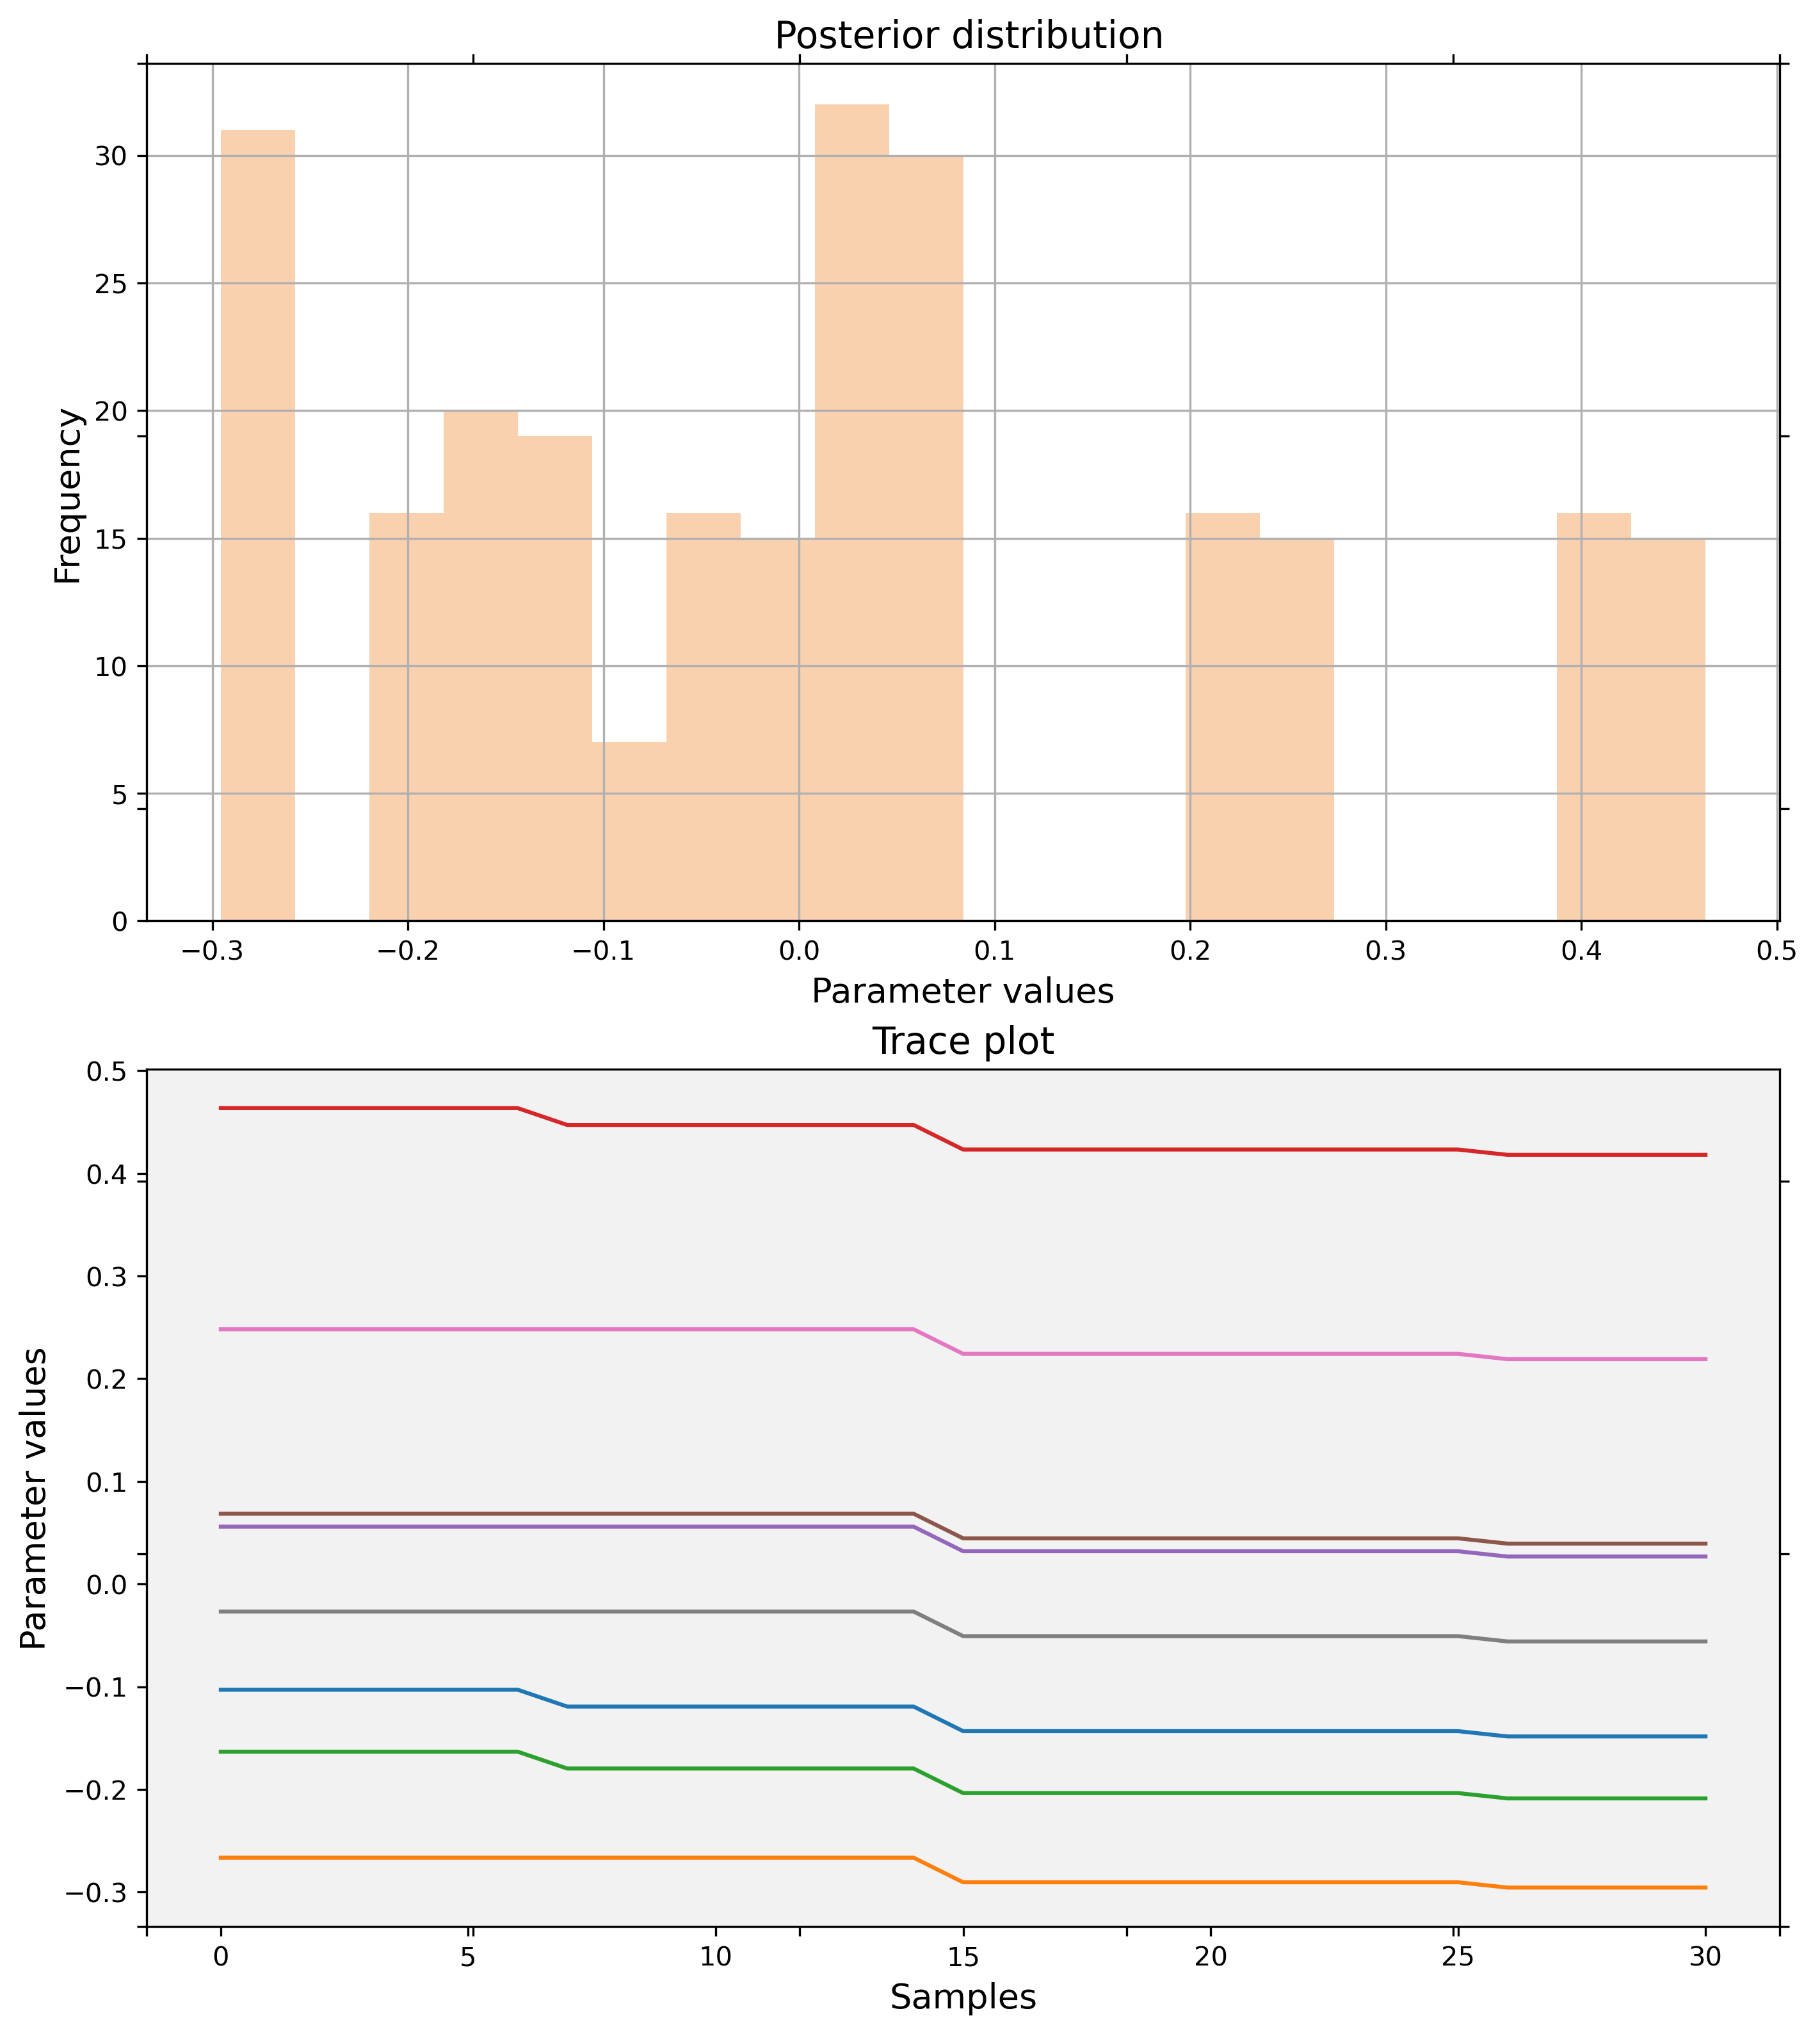 Posterior distribution
Frequency
30
25
20
15
10
5
0
−0.3 −0.2 −0.1 0.0 0.1 0.2 0.3 0.4 0.5
Parameter values
Trace plot
Parameter values
0.5
0.4
0.3
0.2
0.1
0.0
−0.1
−0.2
−0.3
0 5 10 15 20 25 30
Samples